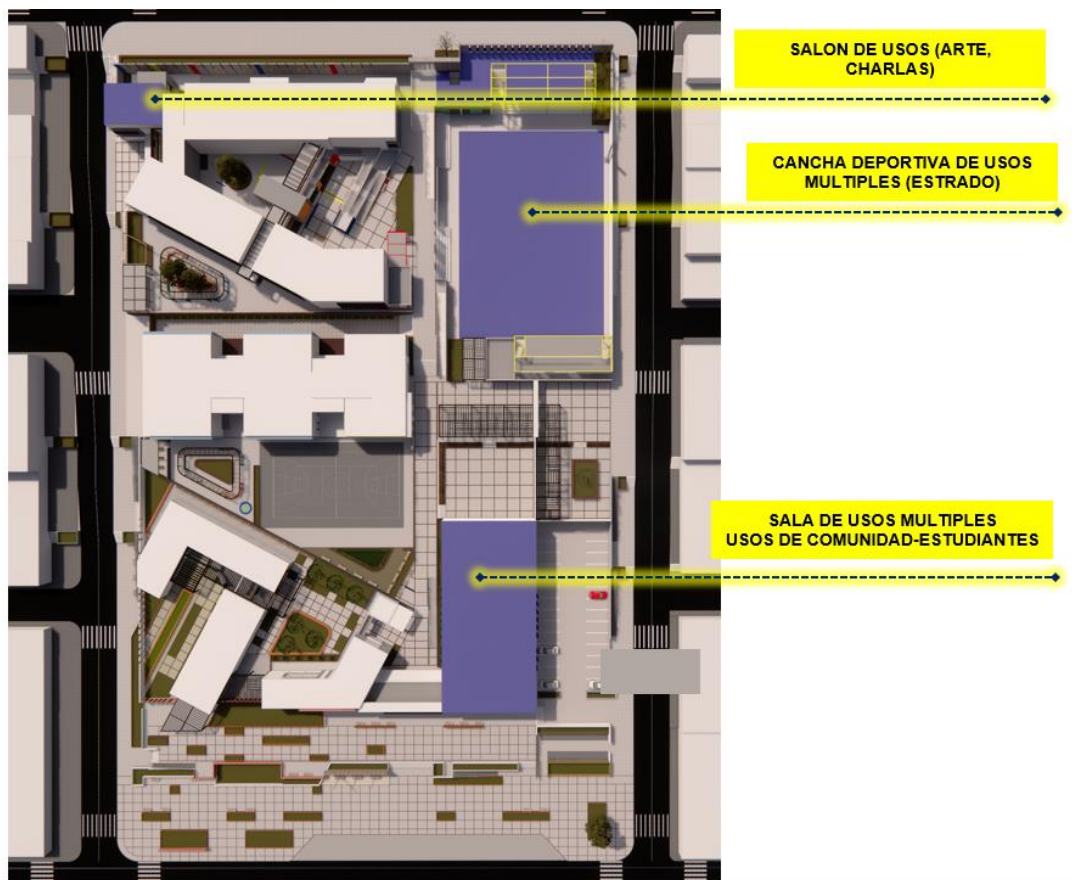 SALON DE USOS (ARTE,
CHARLAS)
CANCHA DEPORTIVA DE USOS
MULTIPLES (ESTRADO)
SALA DE USOS MULTIPLES
USOS DE COMUNIDAD-ESTUDIANTES